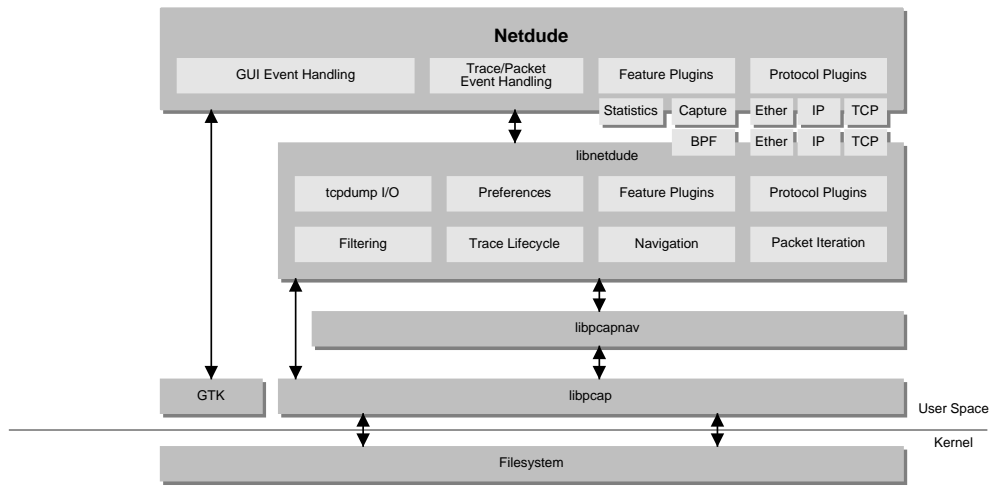 Netdude
GUI Event Handling
Trace/Packet
Event Handling
Feature Plugins
Protocol Plugins
Statistics
Capture
Ether
IP
TCP
BPF
Ether
IP
TCP
libnetdude
tcpdump I/O
Preferences
Feature Plugins
Protocol Plugins
Filtering
Trace Lifecycle
Navigation
Packet Iteration
libpcapnav
GTK
libpcap
User Space
Kernel
Filesystem